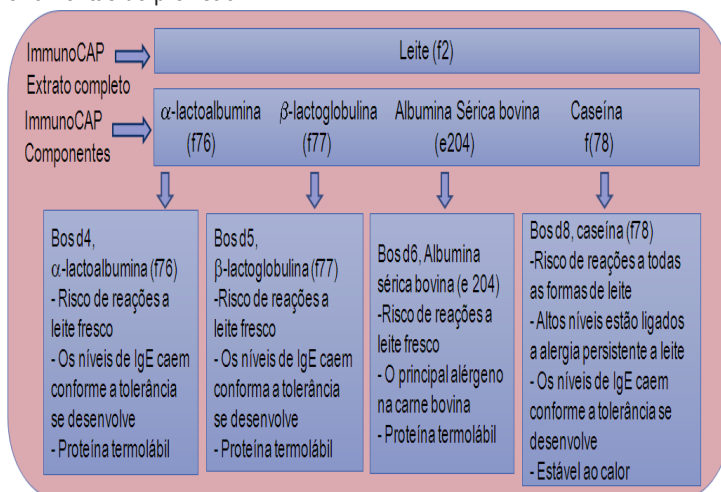 ImmunoCAP
Extrato completo
Leite (f2)
ImmunoCAP
Componentes
α-lactoalbumina
(f76)
β-lactoglobulina
(f77)
Albumina Sérica bovina
(e204)
Caseína
f(78)
Bos d4,
α-lactoalbumina (f76)
- Risco de reações a
leite fresco
- Os níveis de IgE caem
conforme a tolerância
se desenvolve
- Proteína termolábil
Bos d5,
β-lactoglobulina (f77)
- Risco de reações a
leite fresco
- Os níveis de IgE caem
conforma a tolerância
se desenvolve
- Proteína termolábil
Bos d6, Albumina
sérica bovina (e 204)
- Risco de reações a
leite fresco
- O principal alérgeno
na carne bovina
- Proteína termolábil
Bos d8, caseína (f78)
-Risco de reações a todas
as formas de leite
- Altos níveis estão ligados
a alergia persistente a leite
- Os níveis de IgE caem
conforme a tolerância se
desenvolve
- Estável ao calor